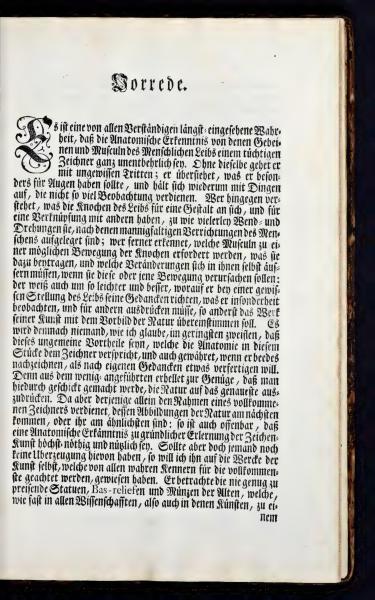 Vorrede.
Es ist eine von allen Verständigen längst-eingesehene Wahr-
heit, daß die Anatomische Erkenntnis von denen Gebei-
nen und Musculn des Menschlichen Leibs einem tüchtigen
Zeichner ganz unentbehrlich sey. Ohne dieselbe gehet er
mit ungewissen Tritten; er übersiehet, was er beson-
ders für Augen haben sollte, und hält sich wiederum mit Dingen
auf, die nicht so viel Beobachtung verdienen. Wer hingegen ver-
stehet, was die Knochen des Leibs für eine Gestalt an sich, und für
eine Verknüpfung mit andern haben, zu wie vielerley Wend- und
Drehungen sie, nach denen mannigfaltigen Verrichtungen des Men-
schens aufgeleget sind; wer ferner erkennet, welche Musculn zu ei-
ner möglichen Bewegung der Knochen erfordert werden, was sie
dazu beytragen, und welche Veränderungen sich in ihnen selbst äus-
sern müssen, wenn sie diese oder jene Bewegung verursachen sollen:
der weiß auch um so leichter und besser, worauf er bey einer gewis-
sen Stellung des Leibs seine Gedancken richten, was er insonderheit
beobachten, und für andern ausdrücken müsse, so anderst das Werk
seiner Kunst mit dem Vorbild der Natur übereinstimmen soll. Es
wird demnach niemand, wie ich glaube, im geringsten zweiflen, daß
dieses ungemeine Vortheile seyn, welche die Anatomie in diesem
Stücke dem Zeichner verspricht, und auch gewähret, wenn er beedes
nachzeichnen, als nach eigenen Gedancken etwas verfertigen will.
Denn aus dem wenig-angeführten erhellet zur Genüge, daß man
hiedurch geschickt gemacht werde, die Natur auf das genaueste aus-
zudrücken. Da aber derjenige allein den Nahmen eines vollkomme-
nen Zeichners verdienet, dessen Abbildungen der Natur am nächsten
kommen, oder ihr am ähnlichsten sind: so ist auch offenbar, daß
eine Anatomische Erkänntnis zu gründlicher Erlernung der Zeichen-
Kunst höchst-nöthig und nützlich sey. Sollte aber doch jemand noch
keine Uberzeugung hievon haben, so will ich ihn auf die Wercke der
Kunst selbst, welche von allen wahren Kennern für die vollkommen-
ste geachtet werden, gewiesen haben. Er betrachte die nie genug zu
preisende Statuen, Bas-reliefen und Münzen der Alten, welche,
wie fast in allen Wissenschafften, also auch in denen Künsten, zu ei-
nem